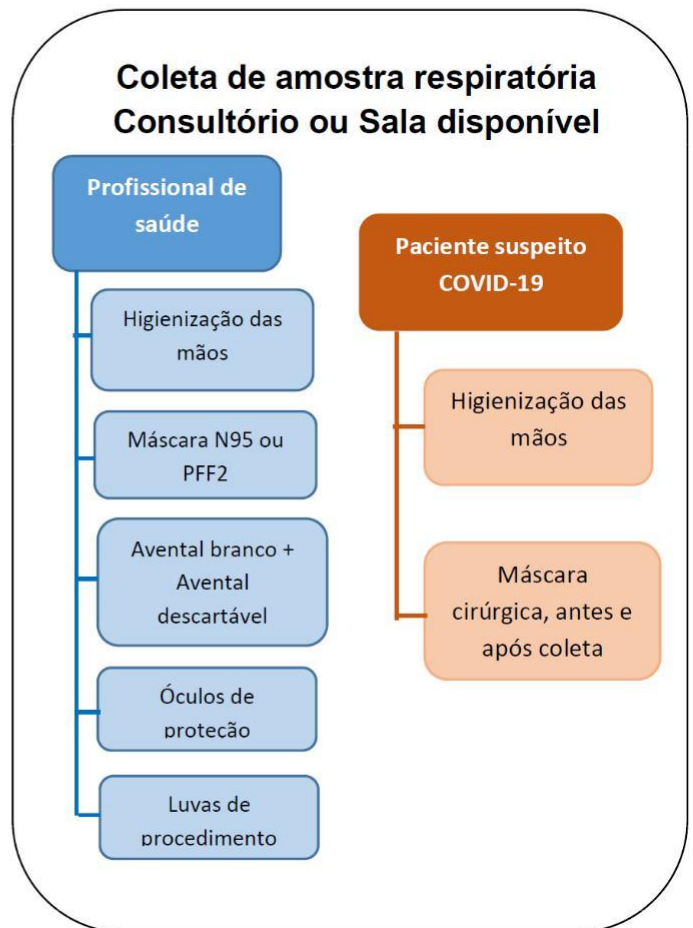 Coleta de amostra respiratória
Consultório ou Sala disponível
Profissional de
saúde
Higienização das
mãos
Máscara N95 ou
PFF2
Avental branco +
Avental
descartável
Óculos de
proteção
Luvas de
procedimento
Paciente suspeito
COVID-19
Higienização das
mãos
Máscara
cirúrgica, antes e
após coleta